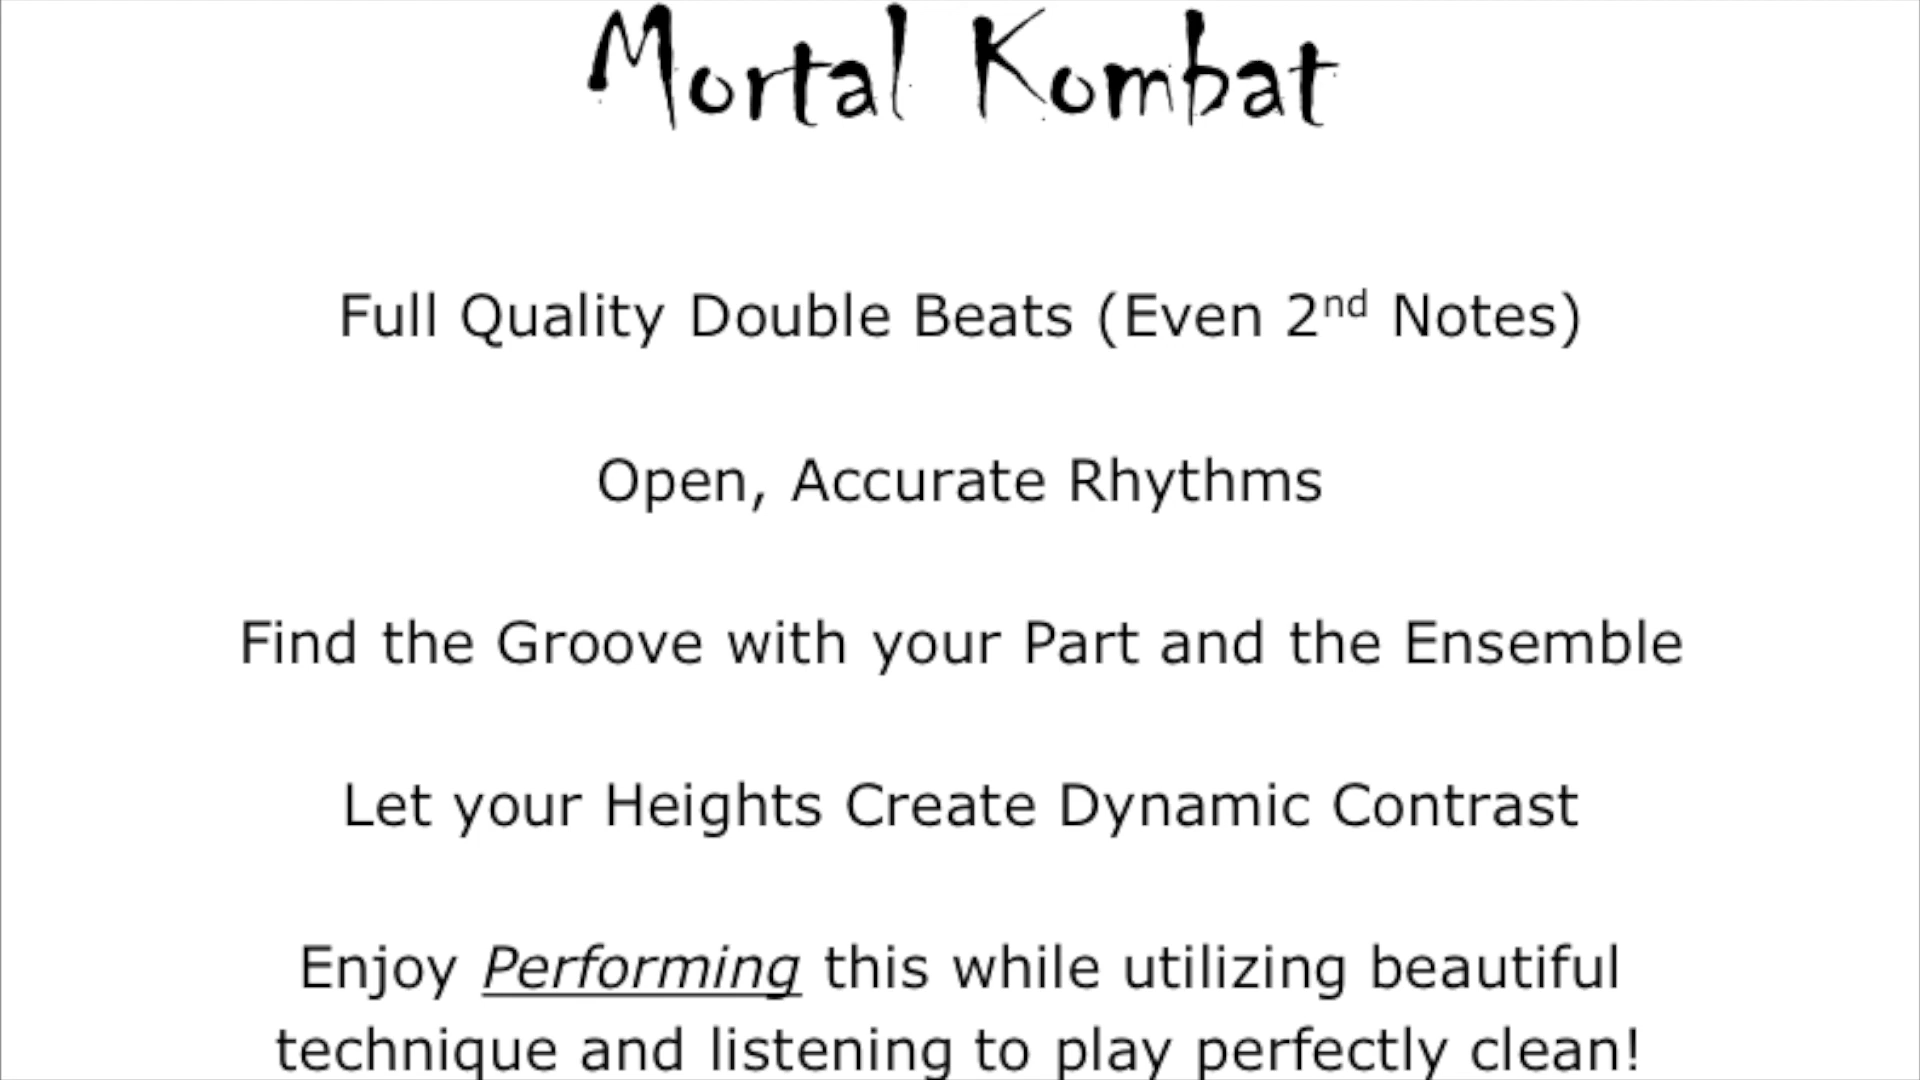 Mortal Kombat
Full Quality Double Beats (Even 2nd Notes)
Open, Accurate Rhythms
Find the Groove with your Part and the Ensemble
Let your Heights Create Dynamic Contrast
Enjoy Performing this while utilizing beautiful
technique and listening to play perfectly clean!